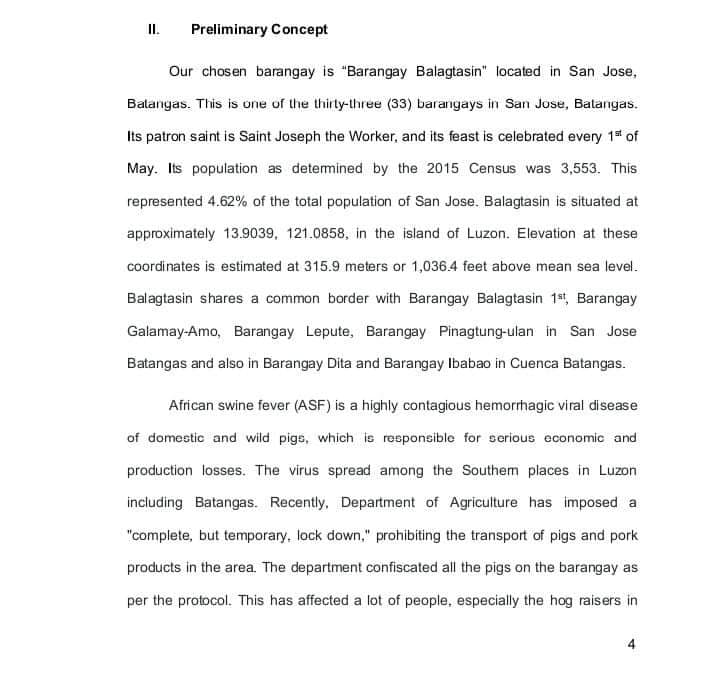 II. Preliminary Concept
Our chosen barangay is “Barangay Balagtasin” located in San Jose,
Batangas. This is one of the thirty-three (33) barangays in San Jose, Batangas.
Its patron saint is Saint Joseph the Worker, and its feast is celebrated every 1st of
May. Its population as determined by the 2015 Census was 3,553. This
represented 4.62% of the total population of San Jose. Balagtasin is situated at
approximately 13.9039, 121.0858, in the island of Luzon. Elevation at these
coordinates is estimated at 315.9 meters or 1,036.4 feet above mean sea level.
Balagtasin shares a common border with Barangay Balagtasin 1st, Barangay
Galamay-Amo, Barangay Lepute, Barangay Pinagtung-ulan in San Jose
Batangas and also in Barangay Dita and Barangay Ibabao in Cuenca Batangas.
African swine fever (ASF) is a highly contagious hemorrhagic viral disease
of domestic and wild pigs, which is responsible for serious economic and
production losses. The virus spread among the Southern places in Luzon
including Batangas. Recently, Department of Agriculture has imposed a
"complete, but temporary, lock down," prohibiting the transport of pigs and pork
products in the area. The department confiscated all the pigs on the barangay as
per the protocol. This has affected a lot of people, especially the hog raisers in
4